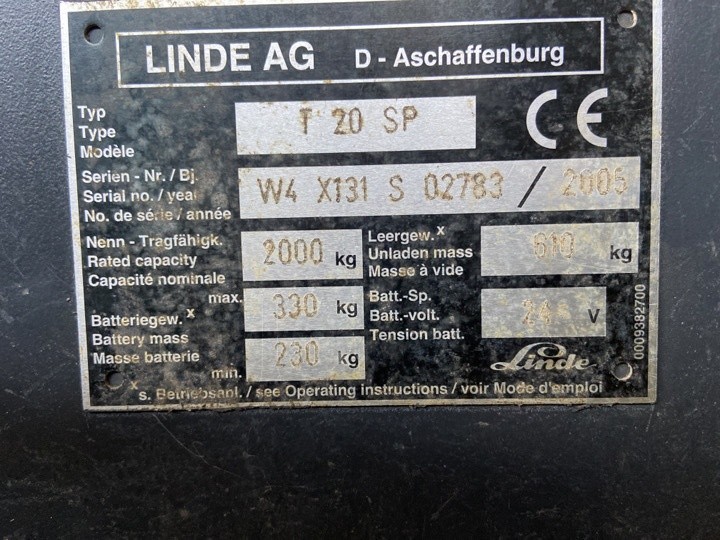 LINDE AG D - Aschaffenburg
Typ
Type
Modèle
T 20 SP
CE
Serien - Nr. / Bj.
Serial no. / year
No. de série / année
W4 X131 S 02783 / 2005
Nenn - Tragfähigk.
Rated capacity
Capacité nominale
2000 kg
Leergew. x
Unladen mass
Masse à vide
610 kg
Batteriegew. x
Battery mass
Masse batterie
max.
330 kg
min.
230 kg
Batt.-Sp.
Batt.-volt.
Tension batt.
24 V
Linde
0009382700
x s. Betriebsanl. / see Operating instructions / voir Mode d'emploi